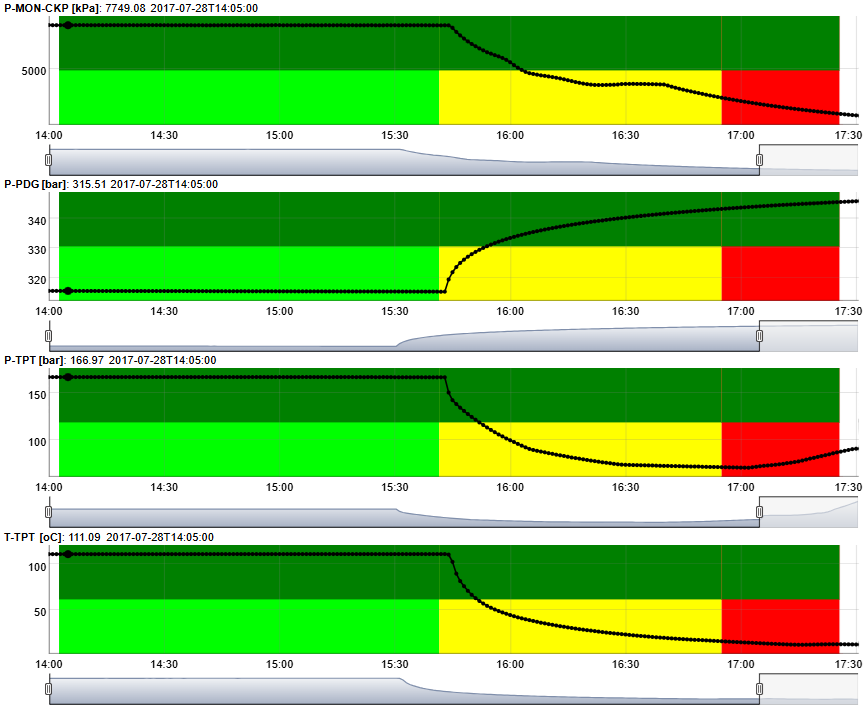 P-MON-CKP [kPa]: 7749.08 2017-07-28T14:05:00
5000
14:00 14:30 15:00 15:30 16:00 16:30 17:00 17:30
P-PDG [bar]: 315.51 2017-07-28T14:05:00
340
330
320
14:00 14:30 15:00 15:30 16:00 16:30 17:00 17:30
P-TPT [bar]: 166.97 2017-07-28T14:05:00
150
100
14:00 14:30 15:00 15:30 16:00 16:30 17:00 17:30
T-TPT [oC]: 111.09 2017-07-28T14:05:00
100
50
14:00 14:30 15:00 15:30 16:00 16:30 17:00 17:30